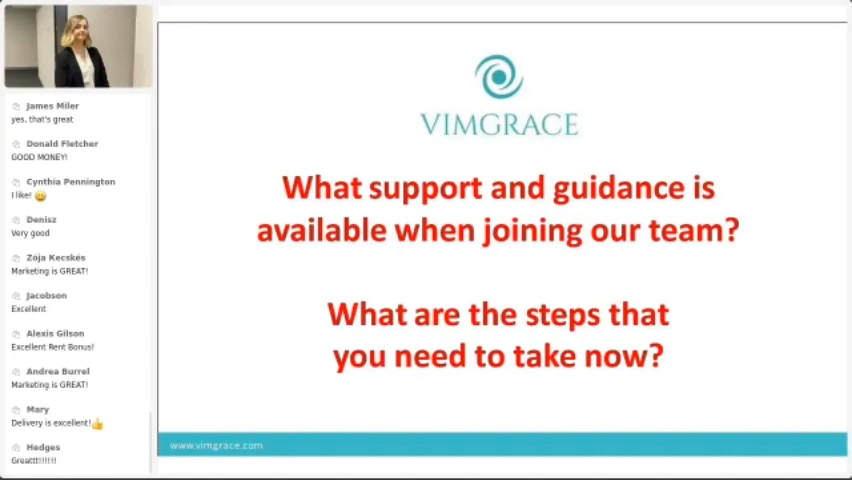 James Miler
yes, that's great
Donald Fletcher
GOOD MONEY!
Cynthia Pennington
I like! 😀
Denisz
Very good
Zója Kecskés
Marketing is GREAT!
Jacobson
Excellent
Alexis Gilson
Excellent Rent Bonus!
Andrea Burrel
Marketing is GREAT!
Mary
Delivery is excellent!👍
Hedges
Greattt!!!!!!
VIMGRACE
What support and guidance is
available when joining our team?
What are the steps that
you need to take now?
www.vimgrace.com